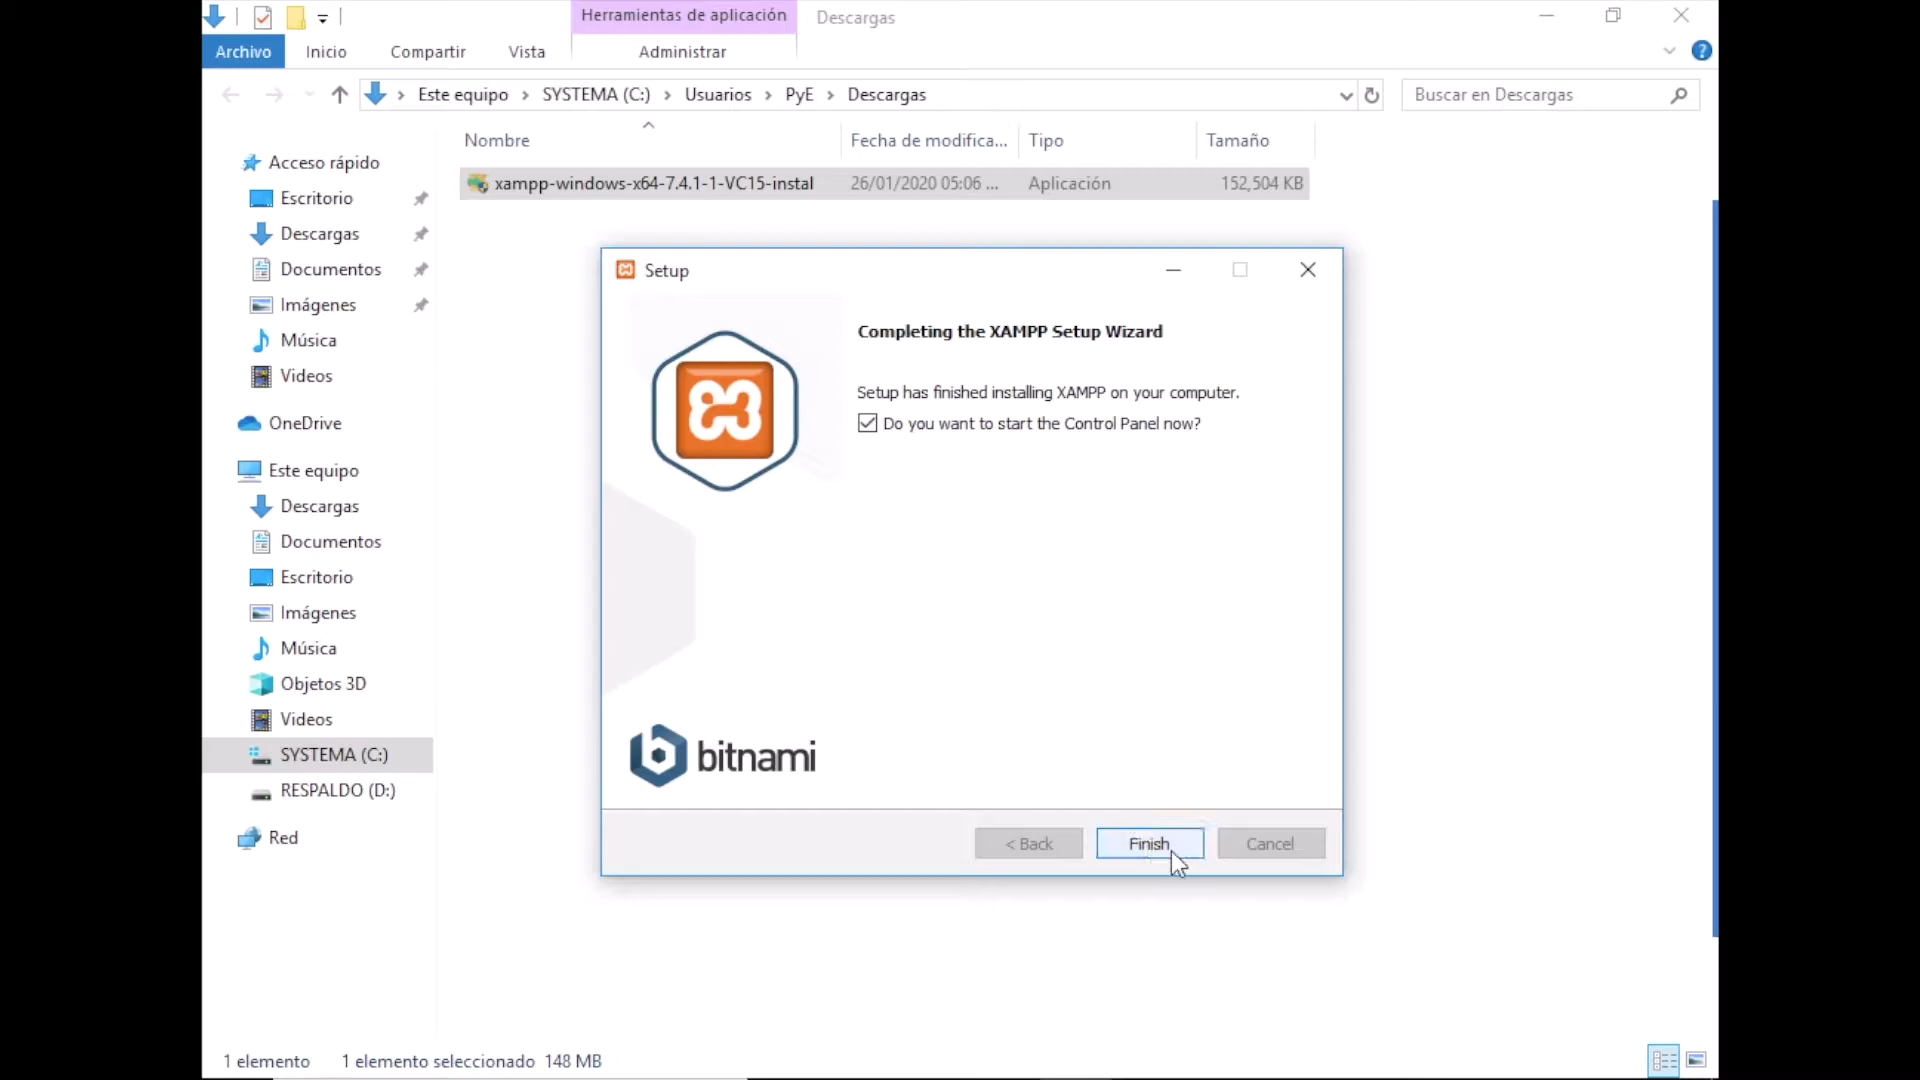 Herramientas de aplicación
Descargas
Archivo
Inicio
Compartir
Vista
Administrar
?
Este equipo > SYSTEMA (C:) > Usuarios > PyE > Descargas
Buscar en Descargas
Nombre
Fecha de modifica...
Tipo
Tamaño
xampp-windows-x64-7.4.1-1-VC15-instal
26/01/2020 05:06 ...
Aplicación
152,504 KB
Acceso rápido
Escritorio
Descargas
Documentos
Imágenes
Música
Videos
OneDrive
Este equipo
Descargas
Documentos
Escritorio
Imágenes
Música
Objetos 3D
Videos
SYSTEMA (C:)
RESPALDO (D:)
Red
Setup
Completing the XAMPP Setup Wizard
Setup has finished installing XAMPP on your computer.
Do you want to start the Control Panel now?
bitnami
< Back
Finish
Cancel
1 elemento
1 elemento seleccionado 148 MB